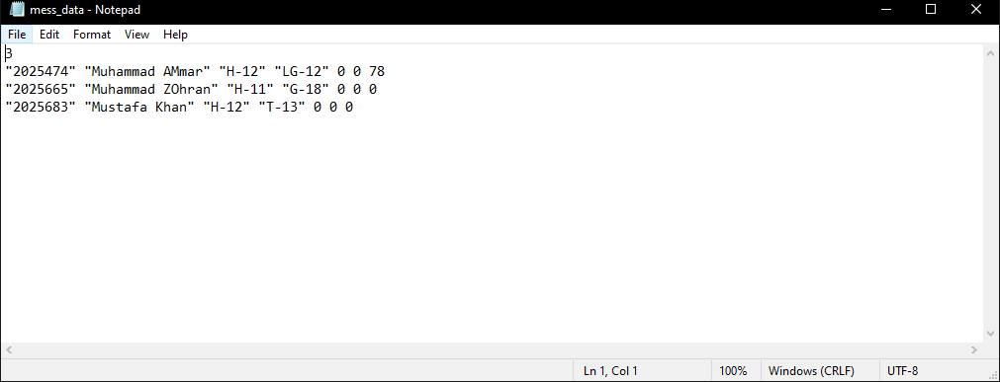 mess_data - Notepad
File Edit Format View Help
3
"2025474" "Muhammad AMmar" "H-12" "LG-12" 0 0 78
"2025665" "Muhammad ZOhran" "H-11" "G-18" 0 0 0
"2025683" "Mustafa Khan" "H-12" "T-13" 0 0 0
Ln 1, Col 1 100% Windows (CRLF) UTF-8